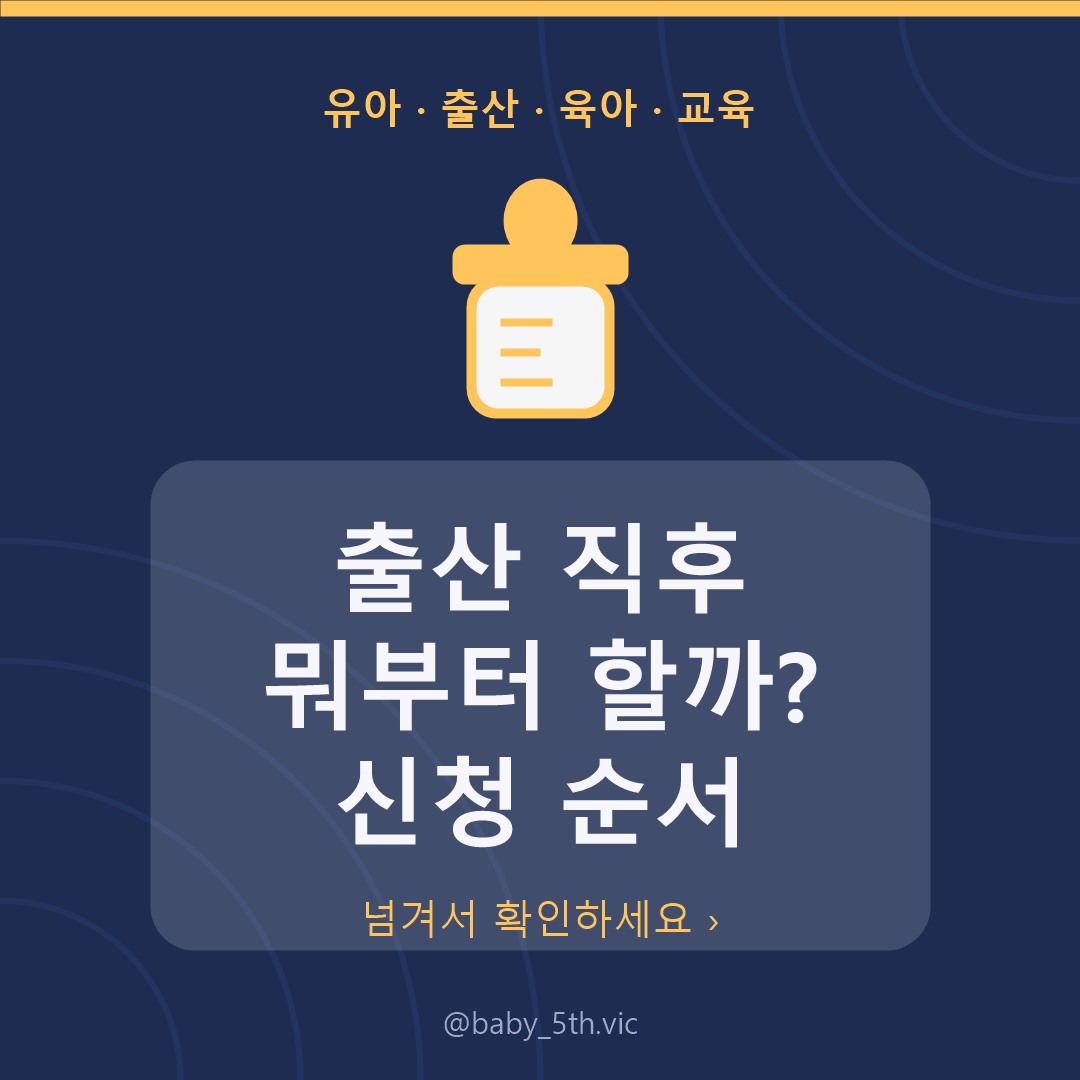 유아 · 출산 · 육아 · 교육
출산 직후
뭐부터 할까?
신청 순서
넘겨서 확인하세요 ›
@baby_5th.vic